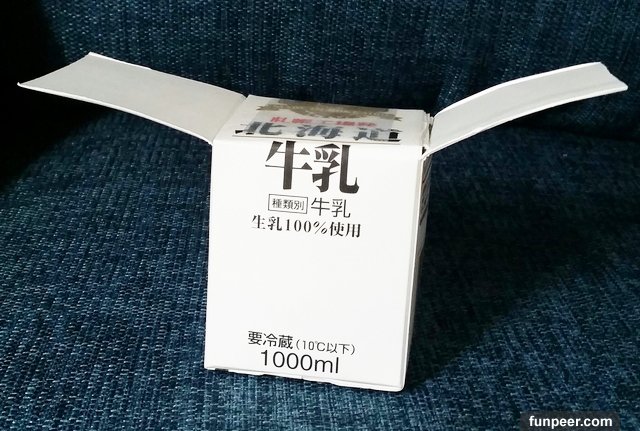 北海道
牛乳
種類別 牛乳
生乳100%使用
要冷蔵(10℃以下)
1000ml
funpeer.com